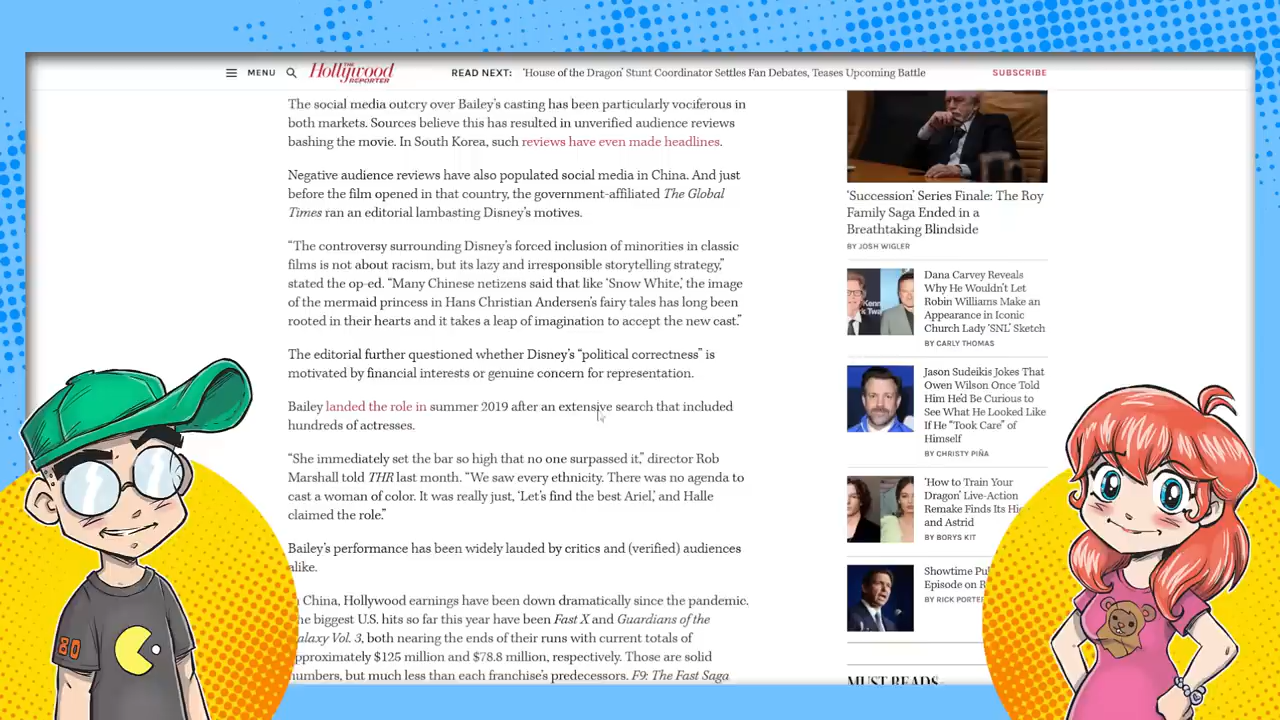 MENU
THE Hollywood REPORTER
READ NEXT: 'House of the Dragon' Stunt Coordinator Settles Fan Debates, Teases Upcoming Battle
SUBSCRIBE
The social media outcry over Bailey's casting has been particularly vociferous in
both markets. Sources believe this has resulted in unverified audience reviews
bashing the movie. In South Korea, such reviews have even made headlines.
Negative audience reviews have also populated social media in China. And just
before the film opened in that country, the government-affiliated The Global
Times ran an editorial lambasting Disney's motives.
“The controversy surrounding Disney's forced inclusion of minorities in classic
films is not about racism, but its lazy and irresponsible storytelling strategy,”
stated the op-ed. “Many Chinese netizens said that like ‘Snow White,’ the image
of the mermaid princess in Hans Christian Andersen's fairy tales has long been
rooted in their hearts and it takes a leap of imagination to accept the new cast.”
The editorial further questioned whether Disney's “political correctness” is
motivated by financial interests or genuine concern for representation.
Bailey landed the role in summer 2019 after an extensive search that included
hundreds of actresses.
“She immediately set the bar so high that no one surpassed it,” director Rob
Marshall told THR last month. “We saw every ethnicity. There was no agenda to
cast a woman of color. It was really just, ‘Let's find the best Ariel,’ and Halle
claimed the role.”
Bailey's performance has been widely lauded by critics and (verified) audiences
alike.
China, Hollywood earnings have been down dramatically since the pandemic.
he biggest U.S. hits so far this year have been Fast X and Guardians of the
alaxy Vol. 3, both nearing the ends of their runs with current totals of
pproximately $125 million and $78.8 million, respectively. Those are solid
umbers, but much less than each franchise's predecessors. F9: The Fast Saga
‘Succession’ Series Finale: The Roy
Family Saga Ended in a
Breathtaking Blindside
BY JOSH WIGLER
Dana Carvey Reveals
Why He Wouldn't Let
Robin Williams Make an
Appearance in Iconic
Church Lady ‘SNL’ Sketch
BY CARLY THOMAS
Jason Sudeikis Jokes That
Owen Wilson Once Told
Him He'd Be Curious to
See What He Looked Like
If He “Took Care” of
Himself
BY CHRISTY PIÑA
‘How to Train Your
Dragon’ Live-Action
Remake Finds Its Hi
and Astrid
BY BORYS KIT
Showtime Pu
Episode on R
BY RICK PORTE
MUST READS
80